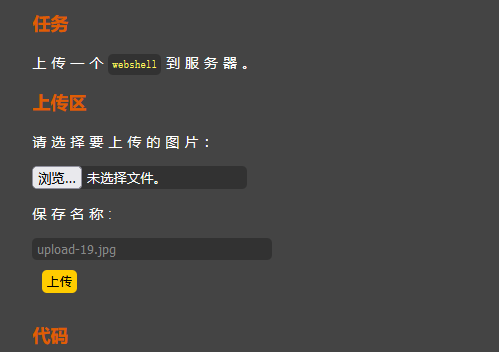 任务
上传一个 webshell 到服务器。
上传区
请选择要上传的图片：
浏览... 未选择文件。
保存名称:
upload-19.jpg
上传
代码